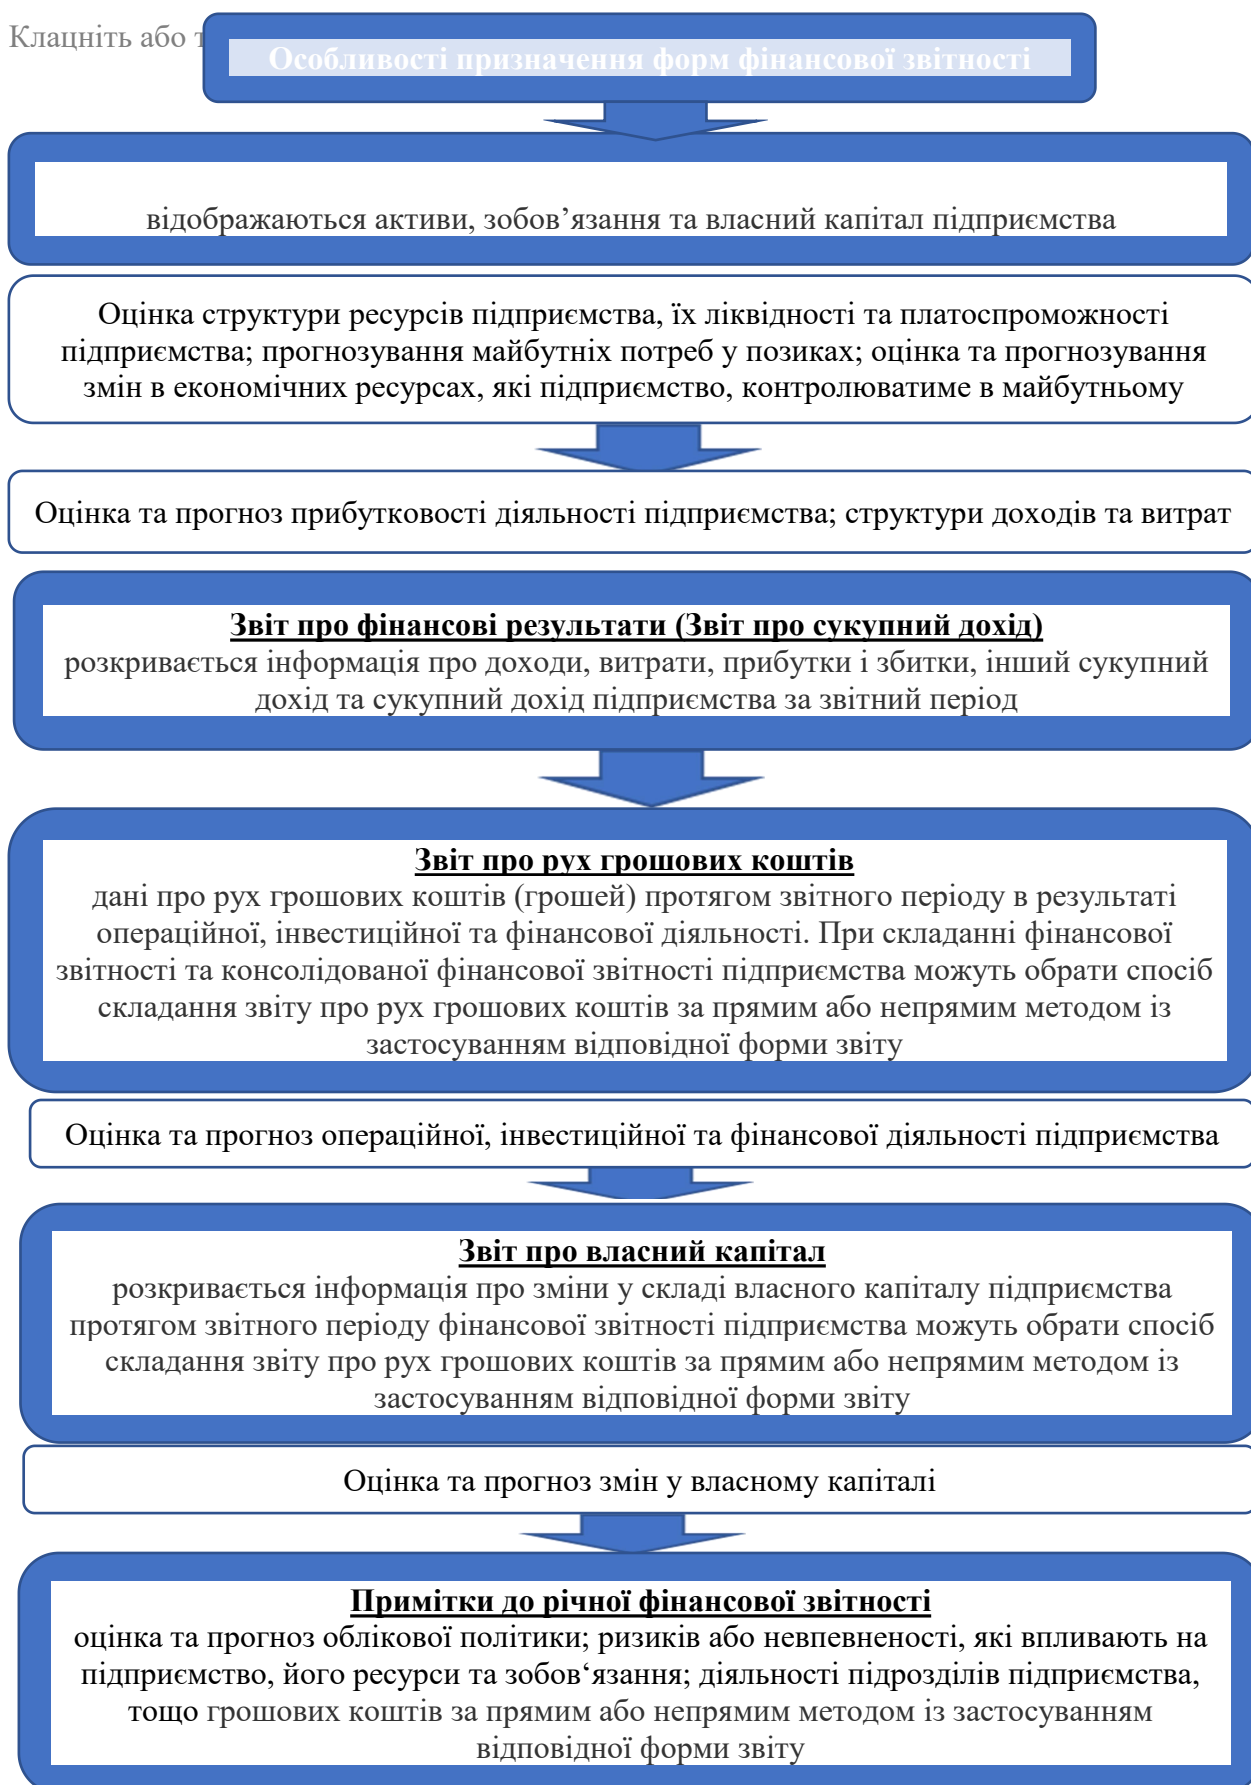 Клацніть або т
Особливості призначення форм фінансової звітності
відображаються активи, зобов’язання та власний капітал підприємства
Оцінка структури ресурсів підприємства, їх ліквідності та платоспроможності
підприємства; прогнозування майбутніх потреб у позиках; оцінка та прогнозування
змін в економічних ресурсах, які підприємство, контролюватиме в майбутньому
Оцінка та прогноз прибутковості діяльності підприємства; структури доходів та витрат
Звіт про фінансові результати (Звіт про сукупний дохід)
розкривається інформація про доходи, витрати, прибутки і збитки, інший сукупний
дохід та сукупний дохід підприємства за звітний період
Звіт про рух грошових коштів
дані про рух грошових коштів (грошей) протягом звітного періоду в результаті
операційної, інвестиційної та фінансової діяльності. При складанні фінансової
звітності та консолідованої фінансової звітності підприємства можуть обрати спосіб
складання звіту про рух грошових коштів за прямим або непрямим методом із
застосуванням відповідної форми звіту
Оцінка та прогноз операційної, інвестиційної та фінансової діяльності підприємства
Звіт про власний капітал
розкривається інформація про зміни у складі власного капіталу підприємства
протягом звітного періоду фінансової звітності підприємства можуть обрати спосіб
складання звіту про рух грошових коштів за прямим або непрямим методом із
застосуванням відповідної форми звіту
Оцінка та прогноз змін у власному капіталі
Примітки до річної фінансової звітності
оцінка та прогноз облікової політики; ризиків або невпевненості, які впливають на
підприємство, його ресурси та зобов‘язання; діяльності підрозділів підприємства,
тощо грошових коштів за прямим або непрямим методом із застосуванням
відповідної форми звіту